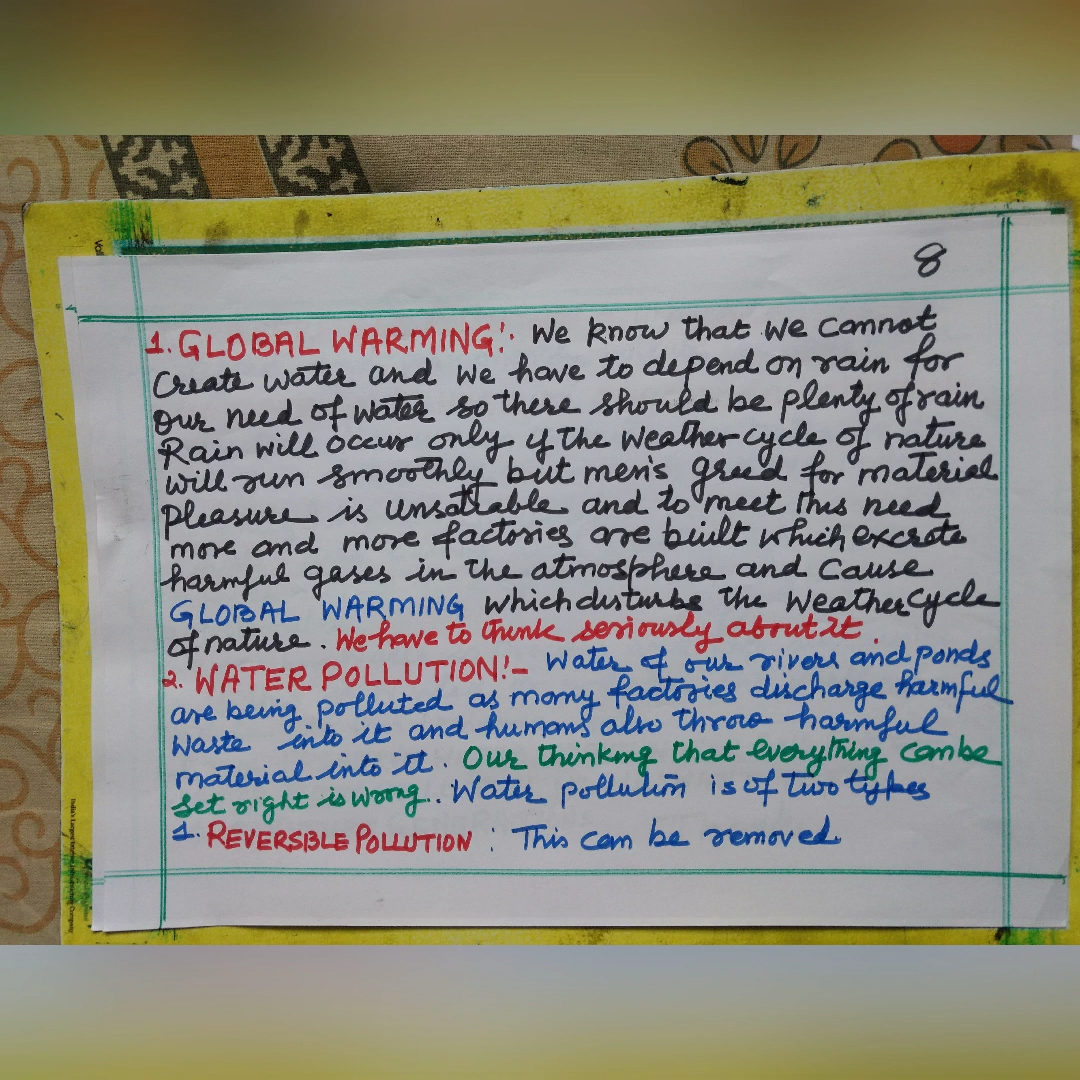 8
1. GLOBAL WARMING:- We know that we cannot
create water and we have to depend on rain for
our need of water so there should be plenty of rain
Rain will occur only if the weather cycle of nature
will run smoothly but men's greed for material
pleasure is unsatiable and to meet this need
more and more factories are built which excrete
harmful gases in the atmosphere and cause
GLOBAL WARMING which disturbs the weather cycle
of nature. We have to think seriously about it.
2. WATER POLLUTION:- Water of our rivers and ponds
are being polluted as many factories discharge harmful
waste into it and humans also throw harmful
material into it. Our thinking that everything can be
set right is wrong.. Water pollution is of two types
1. REVERSIBLE POLLUTION : This can be removed